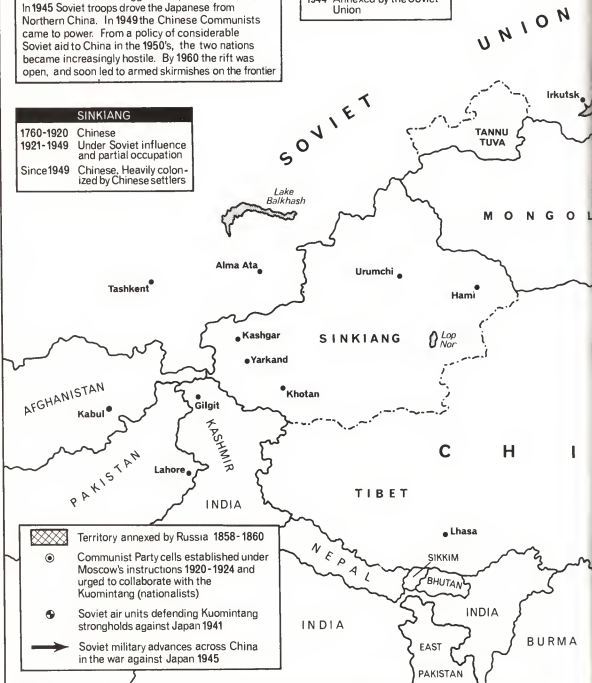 In 1945 Soviet troops drove the Japanese from
Northern China. In 1949 the Chinese Communists
came to power. From a policy of considerable
Soviet aid to China in the 1950's, the two nations
became increasingly hostile. By 1960 the rift was
open, and soon led to armed skirmishes on the frontier
Annexed by the Soviet
Union
SINKIANG
1760-1920 Chinese
1921-1949 Under Soviet influence
and partial occupation
Since 1949 Chinese, Heavily colon-
ized by Chinese settlers
SOVIET
UNION
Irkutsk
TANNU
TUVA
Lake
Balkhash
MONGOL
Alma Ata
Urumchi
Tashkent
Hami
Kashgar
SINKIANG
Lop
Nor
Yarkand
AFGHANISTAN
Khotan
Gilgit
Kabul
KASHMIR
PAKISTAN
Lahore
CHI
INDIA
TIBET
Lhasa
NEPAL
SIKKIM
BHUTAN
INDIA
INDIA
BURMA
EAST
PAKISTAN
Territory annexed by Russia 1858-1860
Communist Party cells established under
Moscow's instructions 1920-1924 and
urged to collaborate with the
Kuomintang (nationalists)
Soviet air units defending Kuomintang
strongholds against Japan 1941
Soviet military advances across China
in the war against Japan 1945